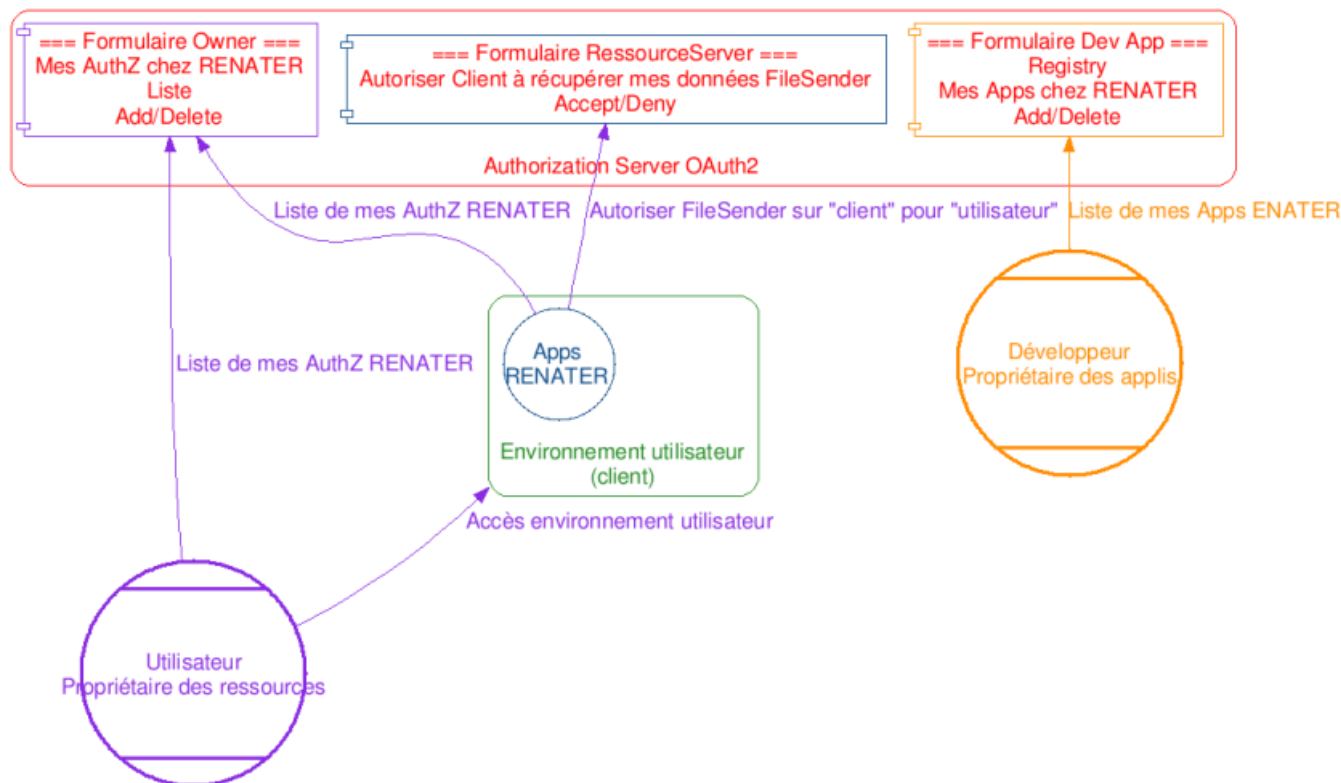 === Formulaire Owner ===
Mes AuthZ chez RENATER
Liste
Add/Delete
=== Formulaire RessourceServer ===
Autoriser Client à récupérer mes données FileSender
Accept/Deny
=== Formulaire Dev App ===
Registry
Mes Apps chez RENATER
Add/Delete
Authorization Server OAuth2
Liste de mes AuthZ RENATER
Autoriser FileSender sur "client" pour "utilisateur"
Liste de mes Apps ENATER
Liste de mes AuthZ RENATER
Apps
RENATER
Développeur
Propriétaire des applis
Environnement utilisateur
(client)
Accès environnement utilisateur
Utilisateur
Propriétaire des ressources